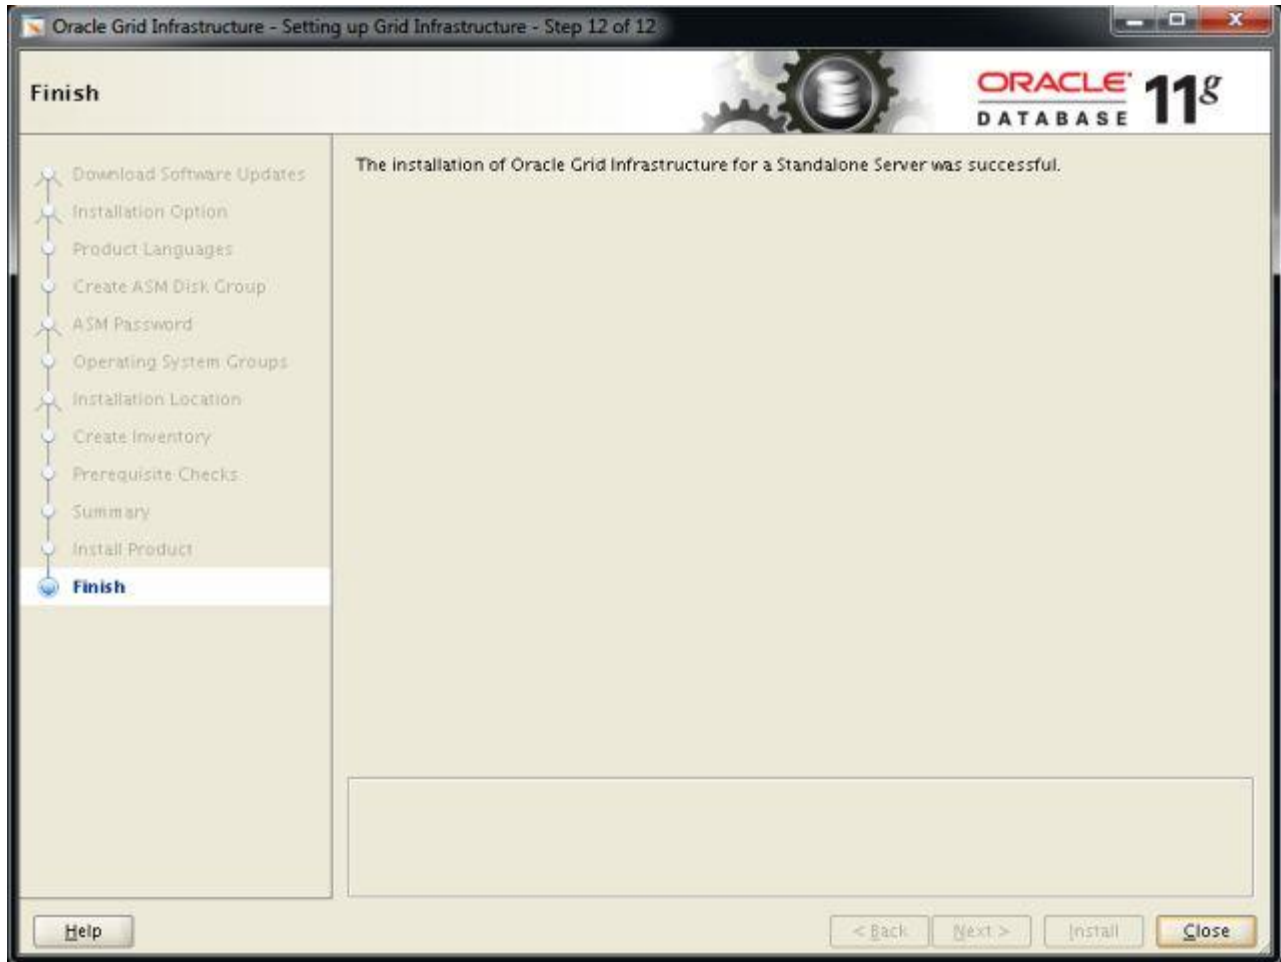 Oracle Grid Infrastructure - Setting up Grid Infrastructure - Step 12 of 12
Finish
ORACLE
DATABASE
11g
Download Software Updates
Installation Option
Product Languages
Create ASM Disk Group
ASM Password
Operating System Groups
Installation Location
Create Inventory
Prerequisite Checks
Summary
Install Product
Finish
The installation of Oracle Grid Infrastructure for a Standalone Server was successful.
Help
< Back
Next >
Install
Close